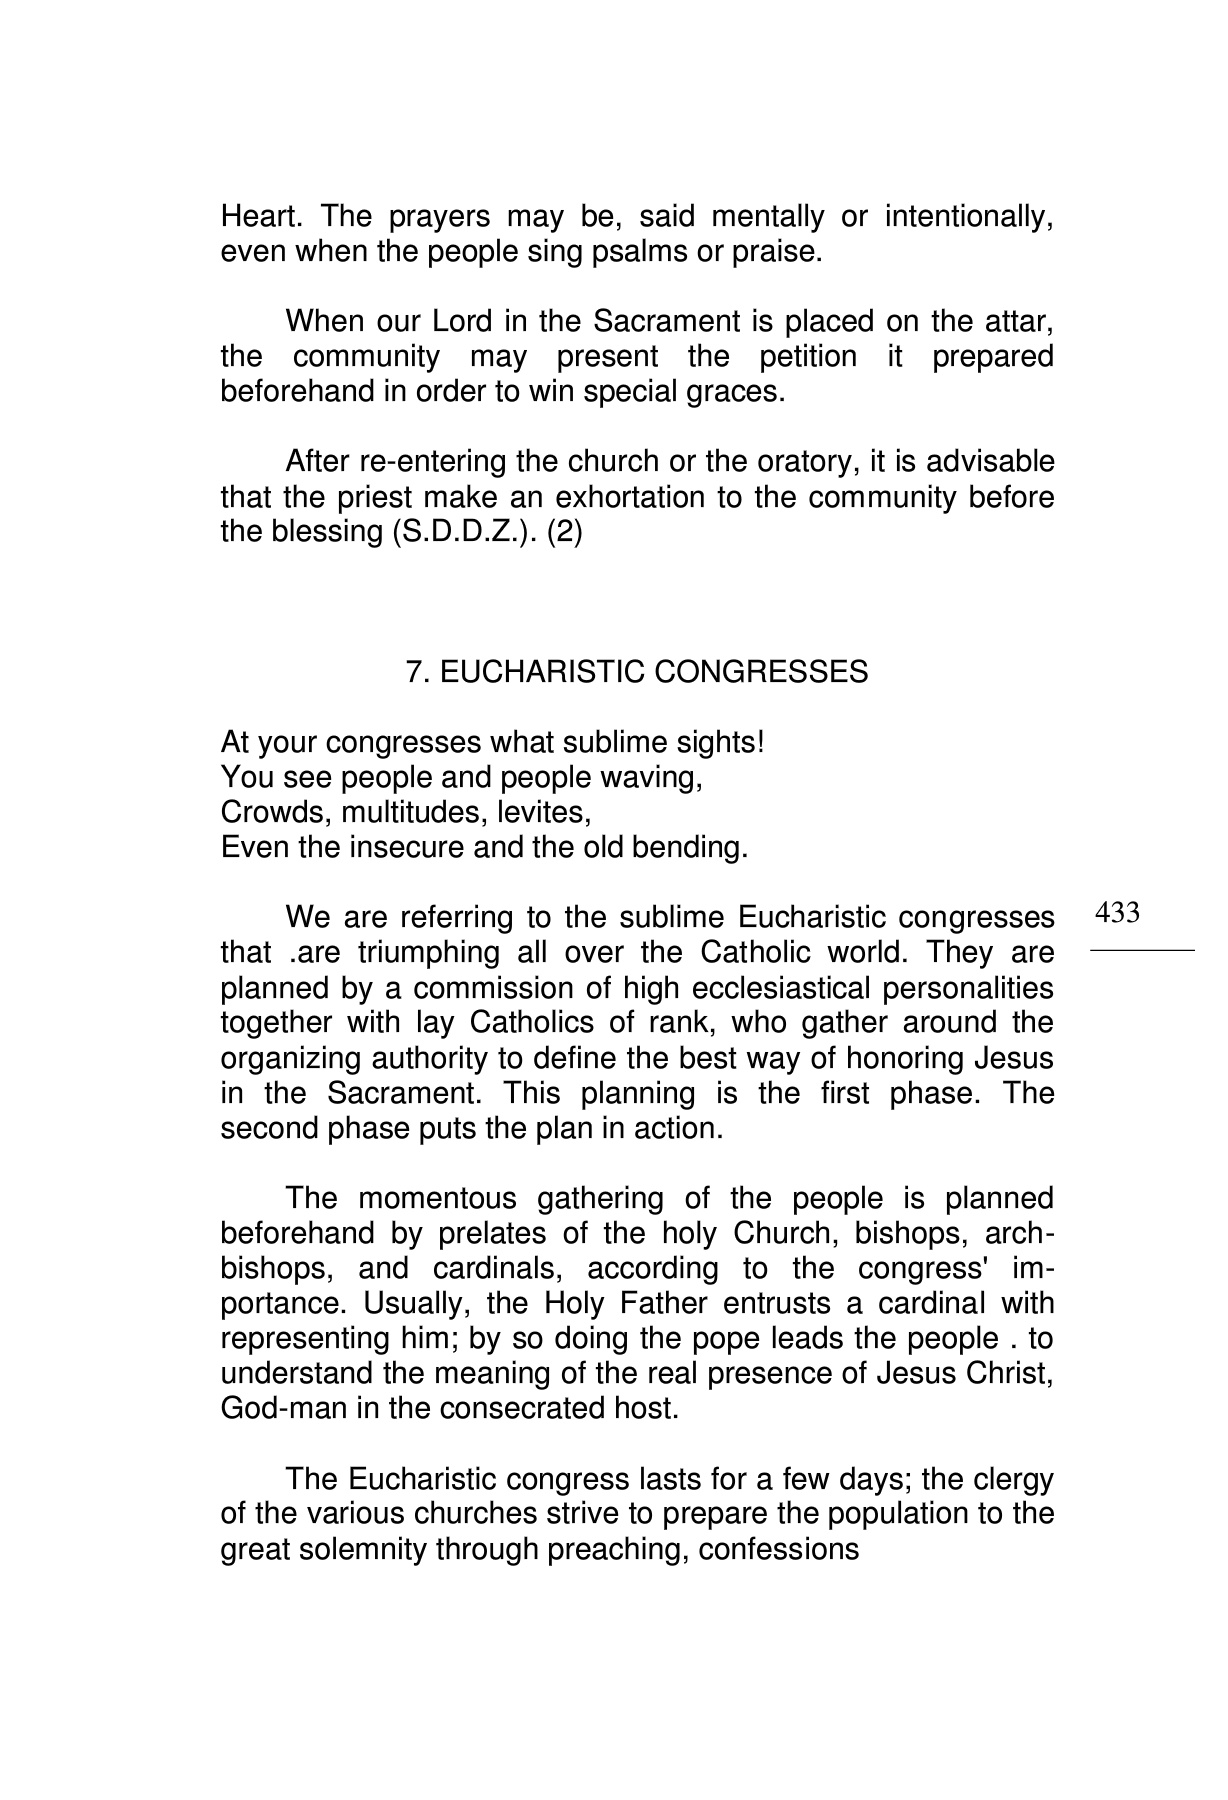 Heart. The prayers may be, said mentally or intentionally,
even when the people sing psalms or praise.
When our Lord in the Sacrament is placed on the attar,
the community may present the petition it prepared
beforehand in order to win special graces.
After re-entering the church or the oratory, it is advisable
that the priest make an exhortation to the community before
the blessing (S.D.D.Z.). (2)
7. EUCHARISTIC CONGRESSES
At your congresses what sublime sights!
You see people and people waving,
Crowds, multitudes, levites,
Even the insecure and the old bending.
We are referring to the sublime Eucharistic congresses
that .are triumphing all over the Catholic world. They are
planned by a commission of high ecclesiastical personalities
together with lay Catholics of rank, who gather around the
organizing authority to define the best way of honoring Jesus
in the Sacrament. This planning is the first phase. The
second phase puts the plan in action.
The momentous gathering of the people is planned
beforehand by prelates of the holy Church, bishops, arch-
bishops, and cardinals, according to the congress' im-
portance. Usually, the Holy Father entrusts a cardinal with
representing him; by so doing the pope leads the people . to
understand the meaning of the real presence of Jesus Christ,
God-man in the consecrated host.
The Eucharistic congress lasts for a few days; the clergy
of the various churches strive to prepare the population to the
great solemnity through preaching, confessions
433